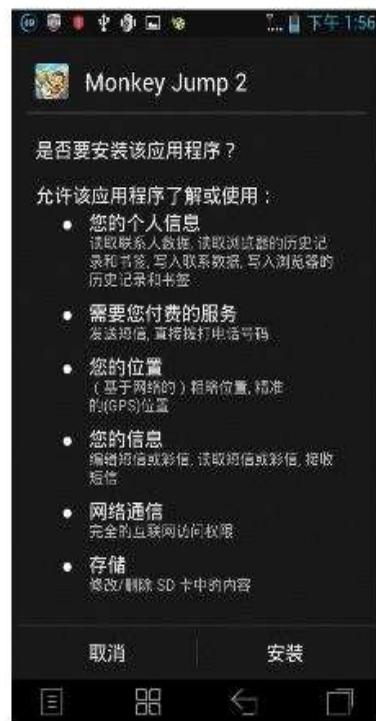 下午 1:56
Monkey Jump 2
是否要安装该应用程序？
允许该应用程序了解或使用：
您的个人信息
读取联系人数据, 读取浏览器的历史记
录和书签, 写入联系数据, 写入浏览器的
历史记录和书签
需要您付费的服务
发送短信, 直接拨打电话号码
您的位置
（基于网络的）粗略位置, 精准
的(GPS)位置
您的信息
编辑短信或彩信, 读取短信或彩信, 接收
短信
网络通信
完全的互联网访问权限
存储
修改/删除 SD 卡中的内容
取消
安装